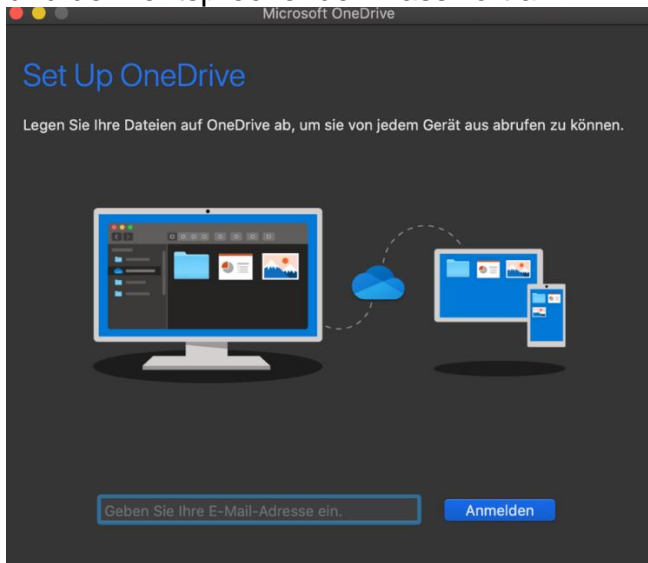 Microsoft OneDrive
Set Up OneDrive
Legen Sie Ihre Dateien auf OneDrive ab, um sie von jedem Gerät aus abrufen zu können.
Geben Sie Ihre E-Mail-Adresse ein.
Anmelden